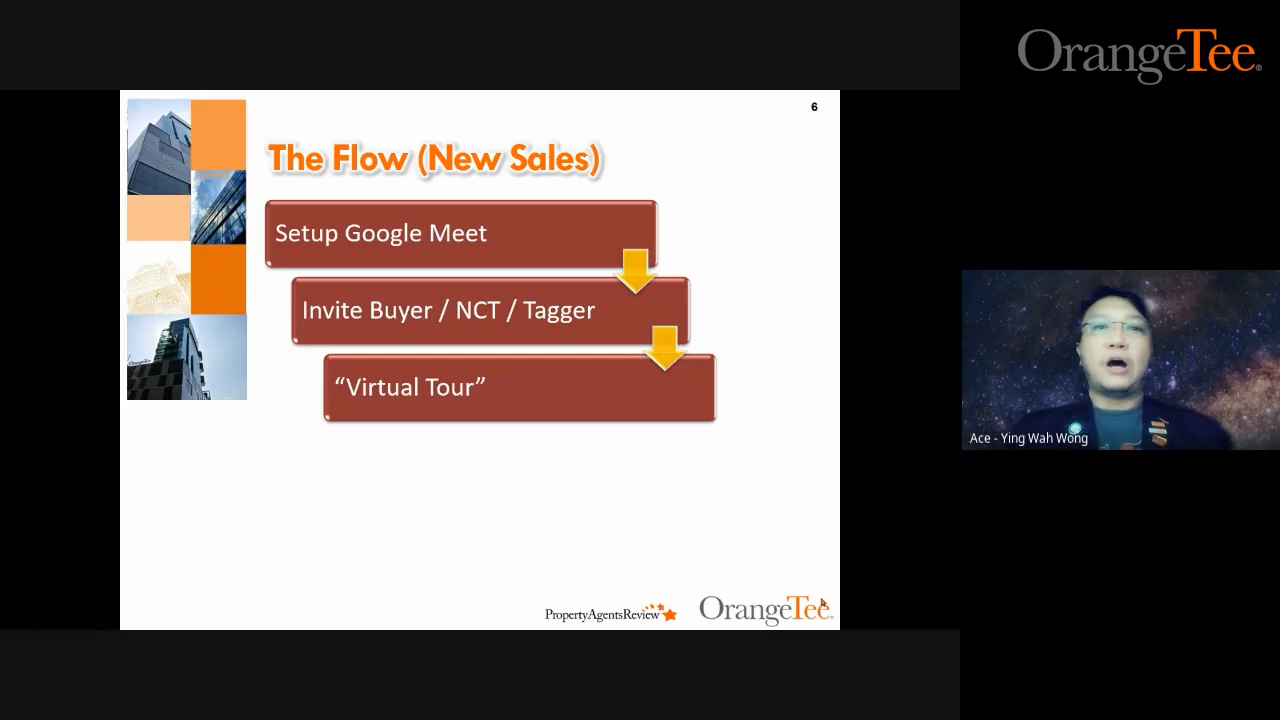 OrangeTee
6
The Flow (New Sales)
Setup Google Meet
Invite Buyer / NCT / Tagger
“Virtual Tour”
Ace - Ying Wah Wong
PropertyAgentsReview
OrangeTee